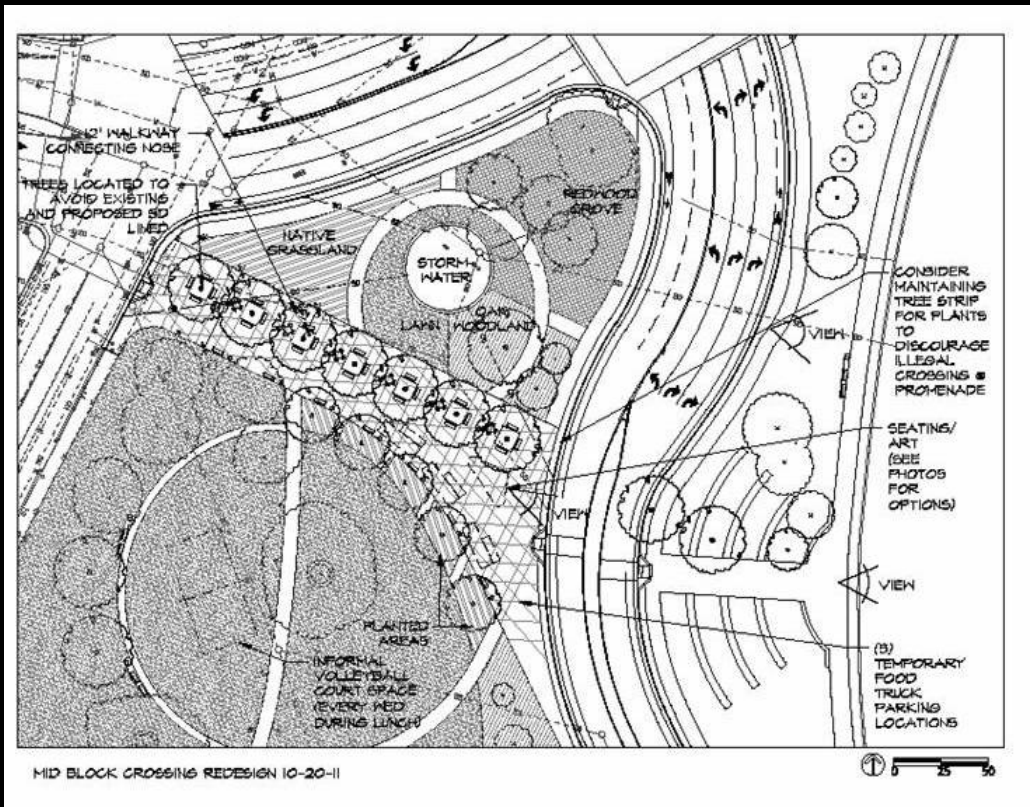 12' WALKWAY
CONNECTING NOSE
TREES LOCATED TO
AVOID EXISTING
AND PROPOSED SD
LINED
NATIVE
GRASSLAND
REDWOOD
GROVE
STORM
WATER
LAWN
OAK
WOODLAND
VIEW
CONSIDER
MAINTAINING
TREE STRIP
FOR PLANTS
TO
DISCOURAGE
ILLEGAL
CROSSING @
PROMENADE
SEATING/
ART
(SEE
PHOTOS
FOR
OPTIONS)
VIEW
VIEW
PLANTED
AREAS
INFORMAL
VOLLEYBALL
COURT SPACE
(EVERY WED
DURING LUNCH)
(5)
TEMPORARY
FOOD
TRUCK
PARKING
LOCATIONS
MID BLOCK CROSSING REDESIGN 10-20-11
0 25 50